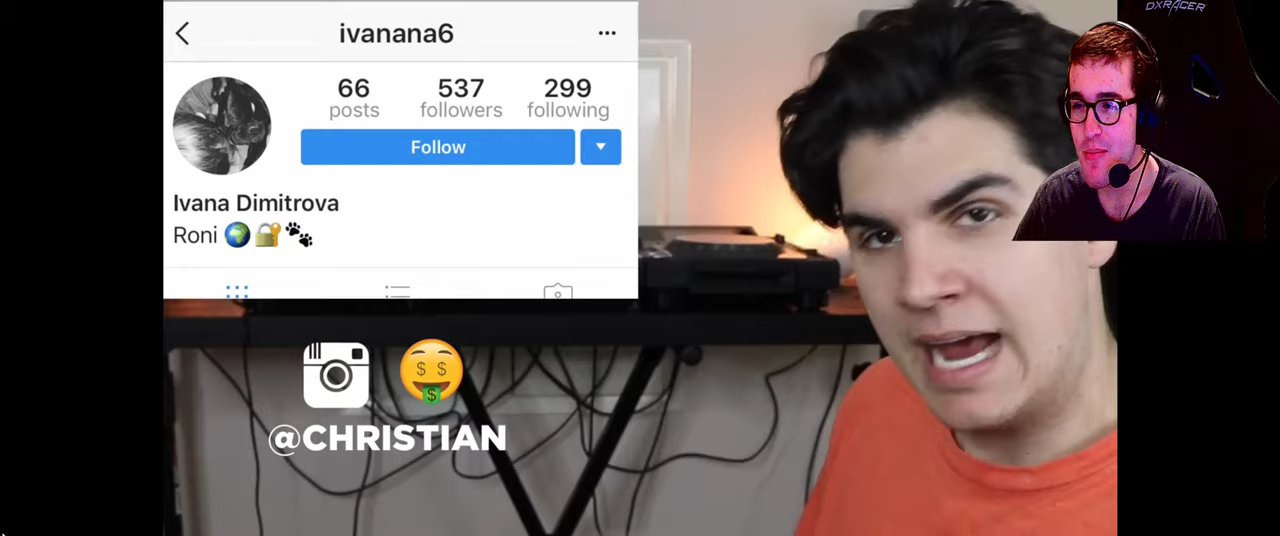 ivanana6
66 537 299
posts followers following
Follow
Ivana Dimitrova
Roni 🌍🔐🐾
@CHRISTIAN
DXRACER